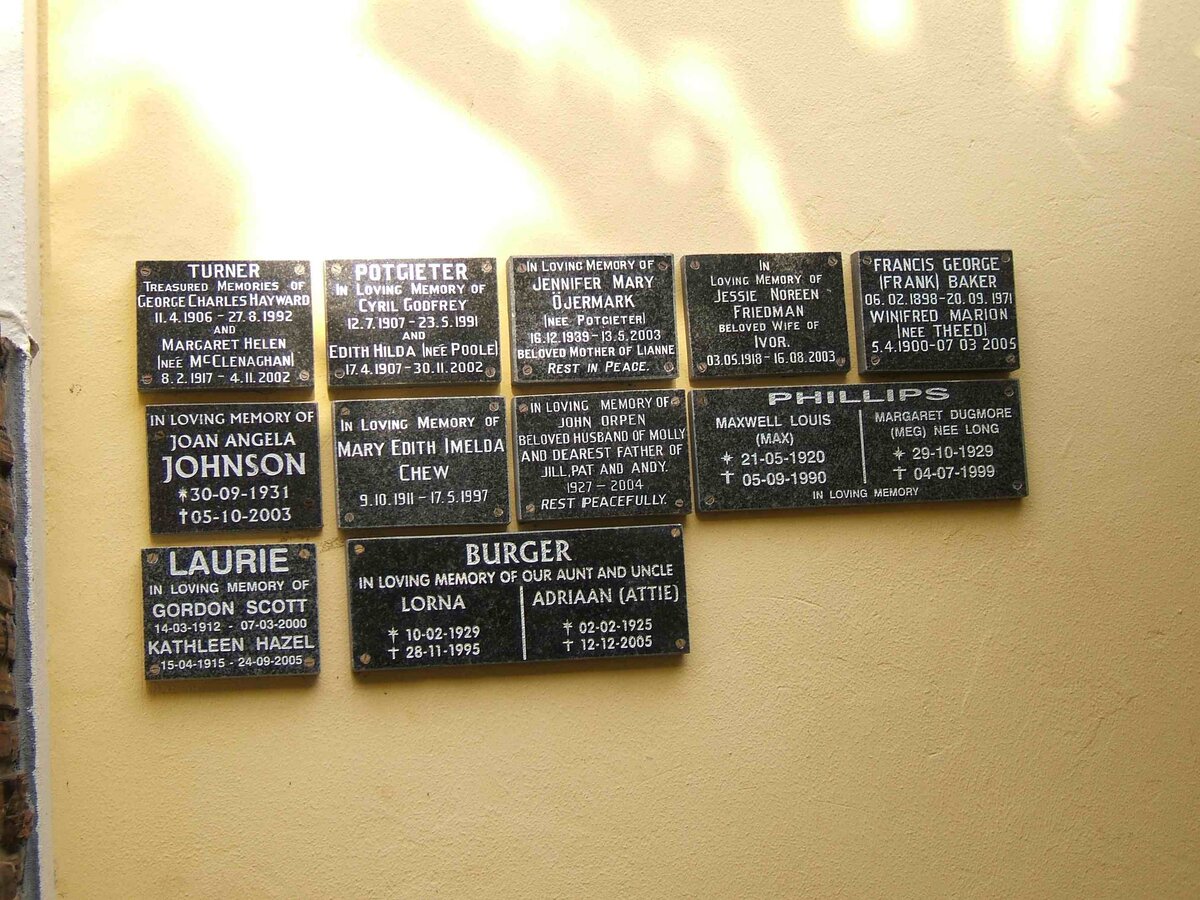 TURNER
TREASURED MEMORIES OF
GEORGE CHARLES HAYWARD
11.4.1906 - 27.8.1992
AND
MARGARET HELEN
(NEÉ MCCLENAGHAN)
8.2.1917 - 4.11.2002
POTGIETER
IN LOVING MEMORY OF
CYRIL GODFREY
12.7.1907 - 23.5.1991
AND
EDITH HILDA (NEÉ POOLE)
17.4.1907 - 30.11.2002
IN LOVING MEMORY OF
JENNIFER MARY
ÖJERMARK
(NEE POTGIETER)
16.12.1939 - 13.5.2003
BELOVED MOTHER OF LIANNE
REST IN PEACE.
IN
LOVING MEMORY OF
JESSIE NOREEN
FRIEDMAN
BELOVED WIFE OF
IVOR.
03.05.1918 - 16.08.2003
FRANCIS GEORGE
(FRANK) BAKER
06.02.1898-20.09.1971
WINIFRED MARION
(NEE THEED)
5.4.1900-07 03 2005
IN LOVING MEMORY OF
JOAN ANGELA
JOHNSON
*30-09-1931
†05-10-2003
IN LOVING MEMORY OF
MARY EDITH IMELDA
CHEW
9.10.1911 - 17.5.1997
IN LOVING MEMORY OF
JOHN ORPEN
BELOVED HUSBAND OF MOLLY
AND DEAREST FATHER OF
JILL, PAT AND ANDY.
1927 - 2004
REST PEACEFULLY.
PHILLIPS
MAXWELL LOUIS
(MAX)
* 21-05-1920
† 05-09-1990
MARGARET DUGMORE
(MEG) NEE LONG
* 29-10-1929
† 04-07-1999
IN LOVING MEMORY
LAURIE
IN LOVING MEMORY OF
GORDON SCOTT
14-03-1912 - 07-03-2000
KATHLEEN HAZEL
15-04-1915 - 24-09-2005
BURGER
IN LOVING MEMORY OF OUR AUNT AND UNCLE
LORNA
* 10-02-1929
† 28-11-1995
ADRIAAN (ATTIE)
* 02-02-1925
† 12-12-2005